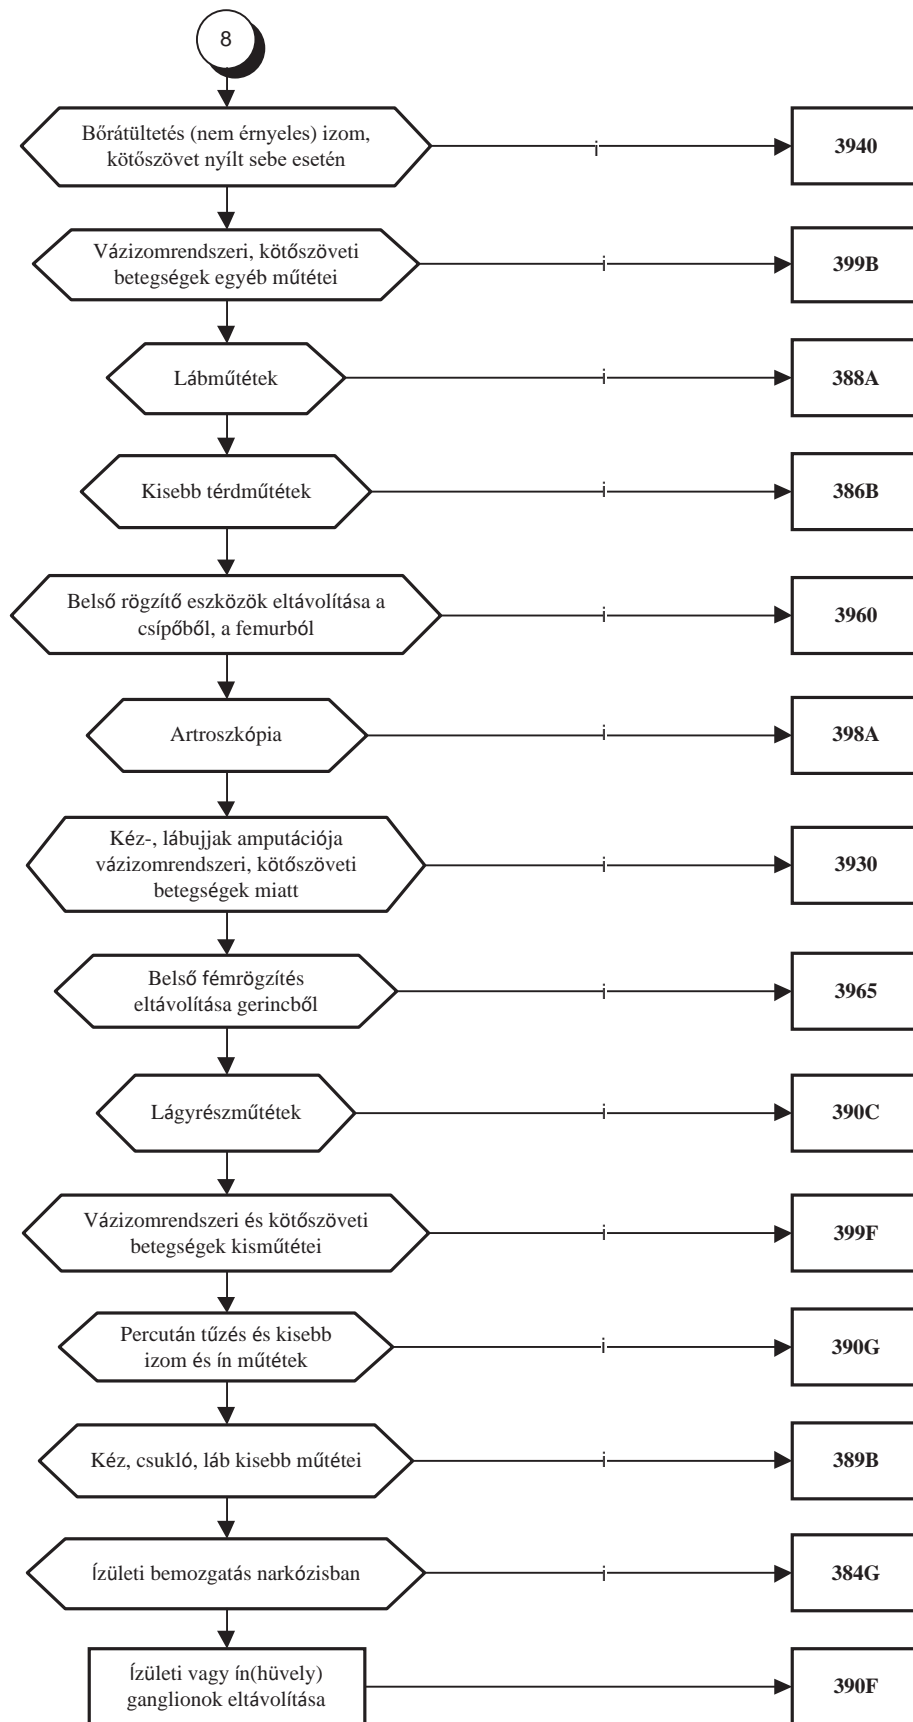 8
Bőrátültetés (nem érnyeles) izom,
kötőszövet nyílt sebe esetén
i
3940
Vázizomrendszeri, kötőszöveti
betegségek egyéb műtétei
i
399B
Lábműtétek
i
388A
Kisebb térdműtétek
i
386B
Belső rögzítő eszközök eltávolítása a
csípőből, a femurból
i
3960
Artroszkópia
i
398A
Kéz-, lábujjak amputációja
vázizomrendszeri, kötőszöveti
betegségek miatt
i
3930
Belső fémrögzítés
eltávolítása gerincből
i
3965
Lágyrészműtétek
i
390C
Vázizomrendszeri és kötőszöveti
betegségek kisműtétei
i
399F
Percután tűzés és kisebb
izom és ín műtétek
i
390G
Kéz, csukló, láb kisebb műtétei
i
389B
Ízületi bemozgatás narkózisban
i
384G
Ízületi vagy ín(hüvely)
ganglionok eltávolítása
390F